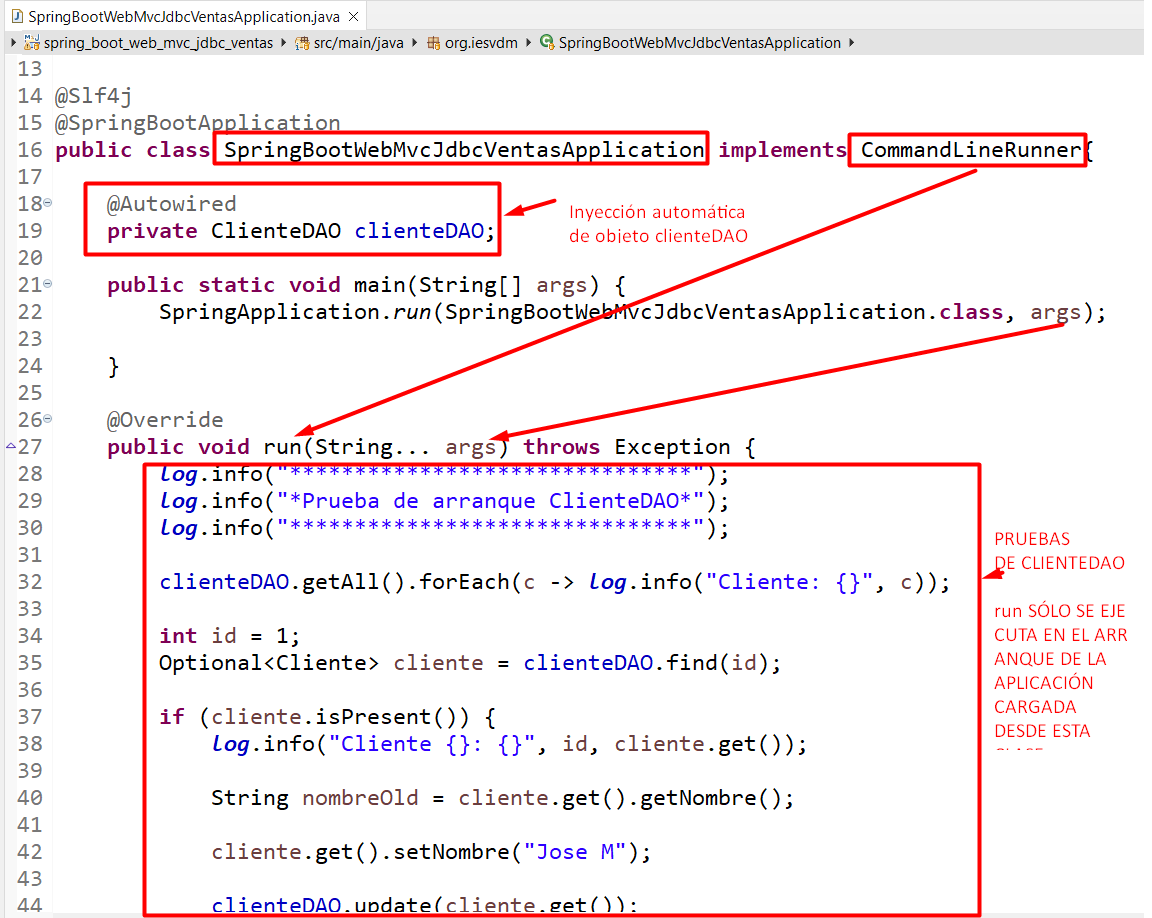 SpringBootWebMvcJdbcVentasApplication.java
spring_boot_web_mvc_jdbc_ventas src/main/java org.iesvdm SpringBootWebMvcJdbcVentasApplication
13
14 @Slf4j
15 @SpringBootApplication
16 public class SpringBootWebMvcJdbcVentasApplication implements CommandLineRunner{
17
18 @Autowired
19 private ClienteDAO clienteDAO;
Inyección automática
de objeto clienteDAO
20
21 public static void main(String[] args) {
22 SpringApplication.run(SpringBootWebMvcJdbcVentasApplication.class, args);
23
24 }
25
26 @Override
27 public void run(String... args) throws Exception {
28 log.info("*******************************");
29 log.info("*Prueba de arranque ClienteDAO*");
30 log.info("*******************************");
31
32 clienteDAO.getAll().forEach(c -> log.info("Cliente: {}", c));
33
34 int id = 1;
35 Optional<Cliente> cliente = clienteDAO.find(id);
36
37 if (cliente.isPresent()) {
38 log.info("Cliente {}: {}", id, cliente.get());
39
40 String nombreOld = cliente.get().getNombre();
41
42 cliente.get().setNombre("Jose M");
43
44 clienteDAO.update(cliente.get());
PRUEBAS
DE CLIENTEDAO
run SÓLO SE EJE
CUTA EN EL ARR
ANQUE DE LA
APLICACIÓN
CARGADA
DESDE ESTA